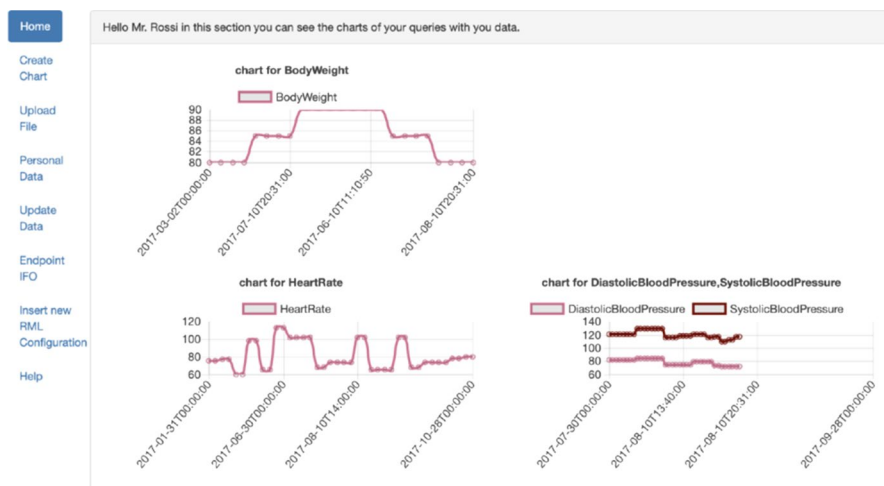 Home
Create
Chart
Upload
File
Personal
Data
Update
Data
Endpoint
IFO
Insert new
RML
Configuration
Help
Hello Mr. Rossi in this section you can see the charts of your queries with you data.
chart for BodyWeight
BodyWeight
90
88
86
84
82
80
2017-03-02T00:00:00
2017-07-10T20:31:00
2017-06-10T11:10:50
2017-08-10T20:31:00
chart for HeartRate
HeartRate
120
100
80
60
2017-01-31T00:00:00
2017-06-30T00:00:00
2017-08-10T14:00:00
2017-10-28T00:00:00
chart for DiastolicBloodPressure,SystolicBloodPressure
DiastolicBloodPressure SystolicBloodPressure
140
120
100
80
60
2017-07-30T00:00:00
2017-08-10T13:40:00
2017-08-10T20:31:00
2017-09-28T00:00:00